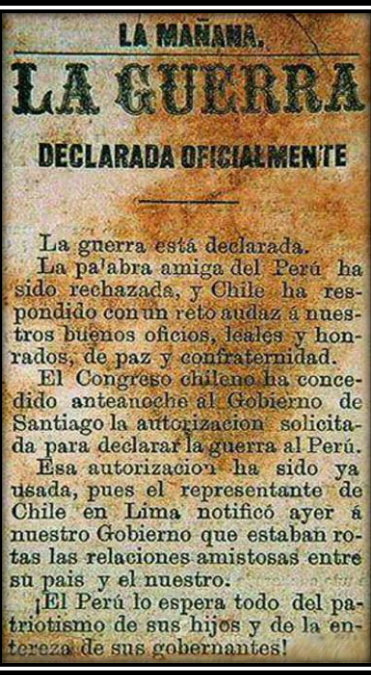 LA MAÑANA.
LA GUERRA
DECLARADA OFICIALMENTE
La guerra está declarada.
La palabra amiga del Perú ha
sido rechazada, y Chile ha res-
pondido con un reto audaz á nues-
tros buenos oficios, leales y hon-
rados, de paz y confraternidad.
El Congreso chileno ha conce-
dido anteanoche al Gobierno de
Santiago la autorizacion solicita-
da para declarar la guerra al Perú.
Esa autorizacion ha sido ya
usada, pues el representante de
Chile en Lima notificó ayer á
nuestro Gobierno que estaban ro-
tas las relaciones amistosas entre
su pais y el nuestro.
¡El Perú lo espera todo del pa-
triotismo de sus hijos y de la en-
tereza de sus gobernantes!